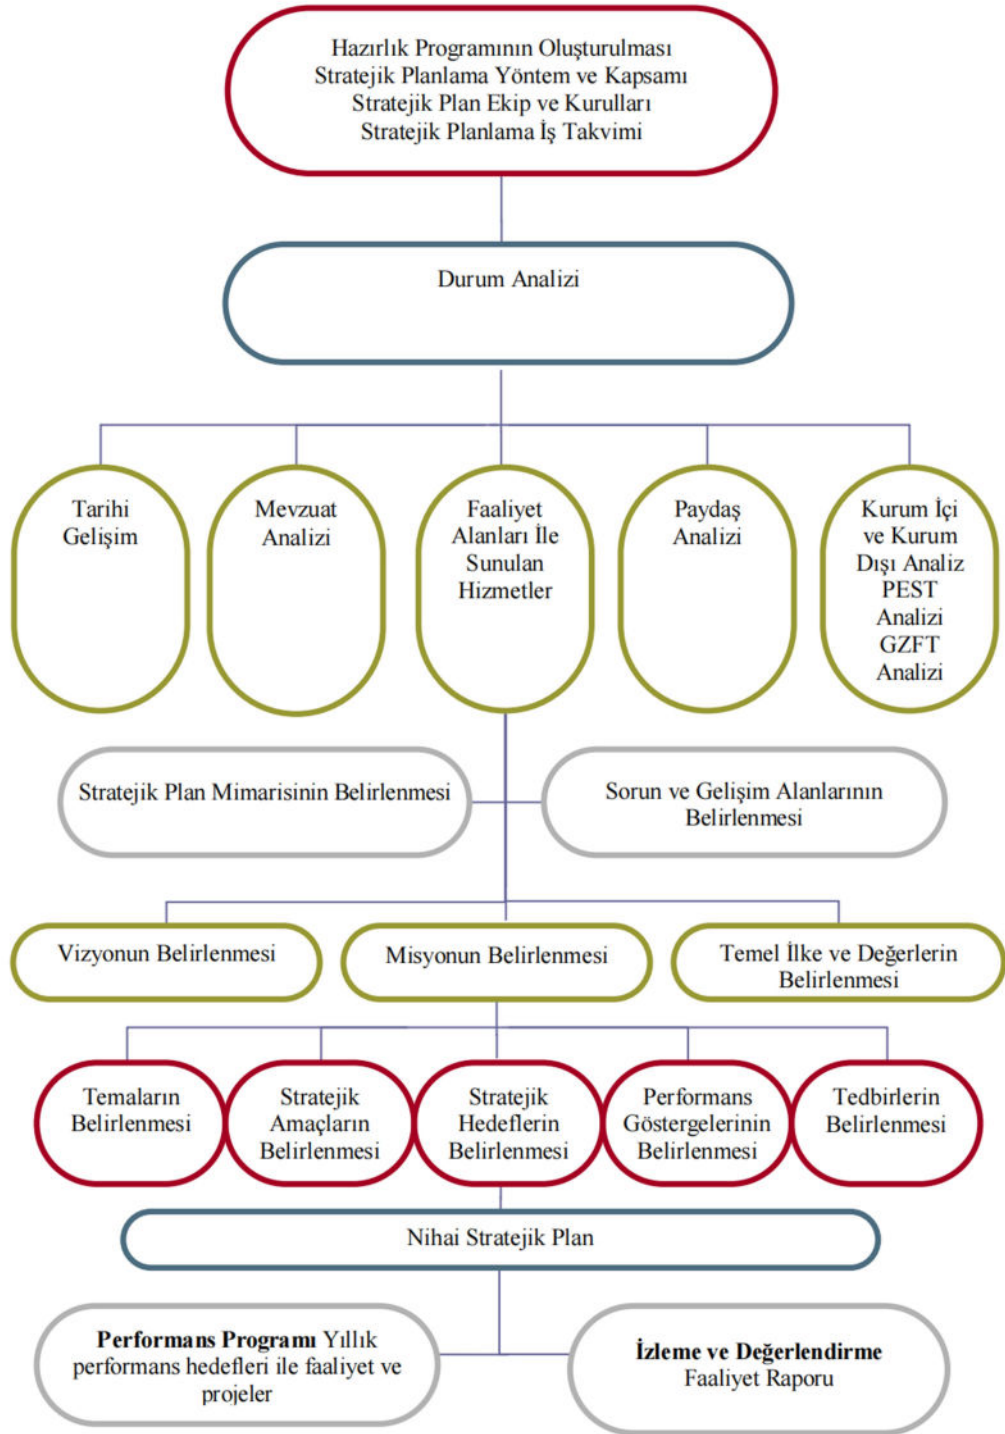 Hazırlık Programının Oluşturulması
Stratejik Planlama Yöntem ve Kapsamı
Stratejik Plan Ekip ve Kurulları
Stratejik Planlama İş Takvimi
Durum Analizi
Tarihi
Gelişim
Mevzuat
Analizi
Faaliyet
Alanları İle
Sunulan
Hizmetler
Paydaş
Analizi
Kurum İçi
ve Kurum
Dışı Analiz
PEST
Analizi
GZFT
Analizi
Stratejik Plan Mimarisinin Belirlenmesi
Sorun ve Gelişim Alanlarının
Belirlenmesi
Vizyonun Belirlenmesi
Misyonun Belirlenmesi
Temel İlke ve Değerlerin
Belirlenmesi
Temaların
Belirlenmesi
Stratejik
Amaçların
Belirlenmesi
Stratejik
Hedeflerin
Belirlenmesi
Performans
Göstergelerinin
Belirlenmesi
Tedbirlerin
Belirlenmesi
Nihai Stratejik Plan
Performans Programı Yıllık
performans hedefleri ile faaliyet ve
projeler
İzleme ve Değerlendirme
Faaliyet Raporu